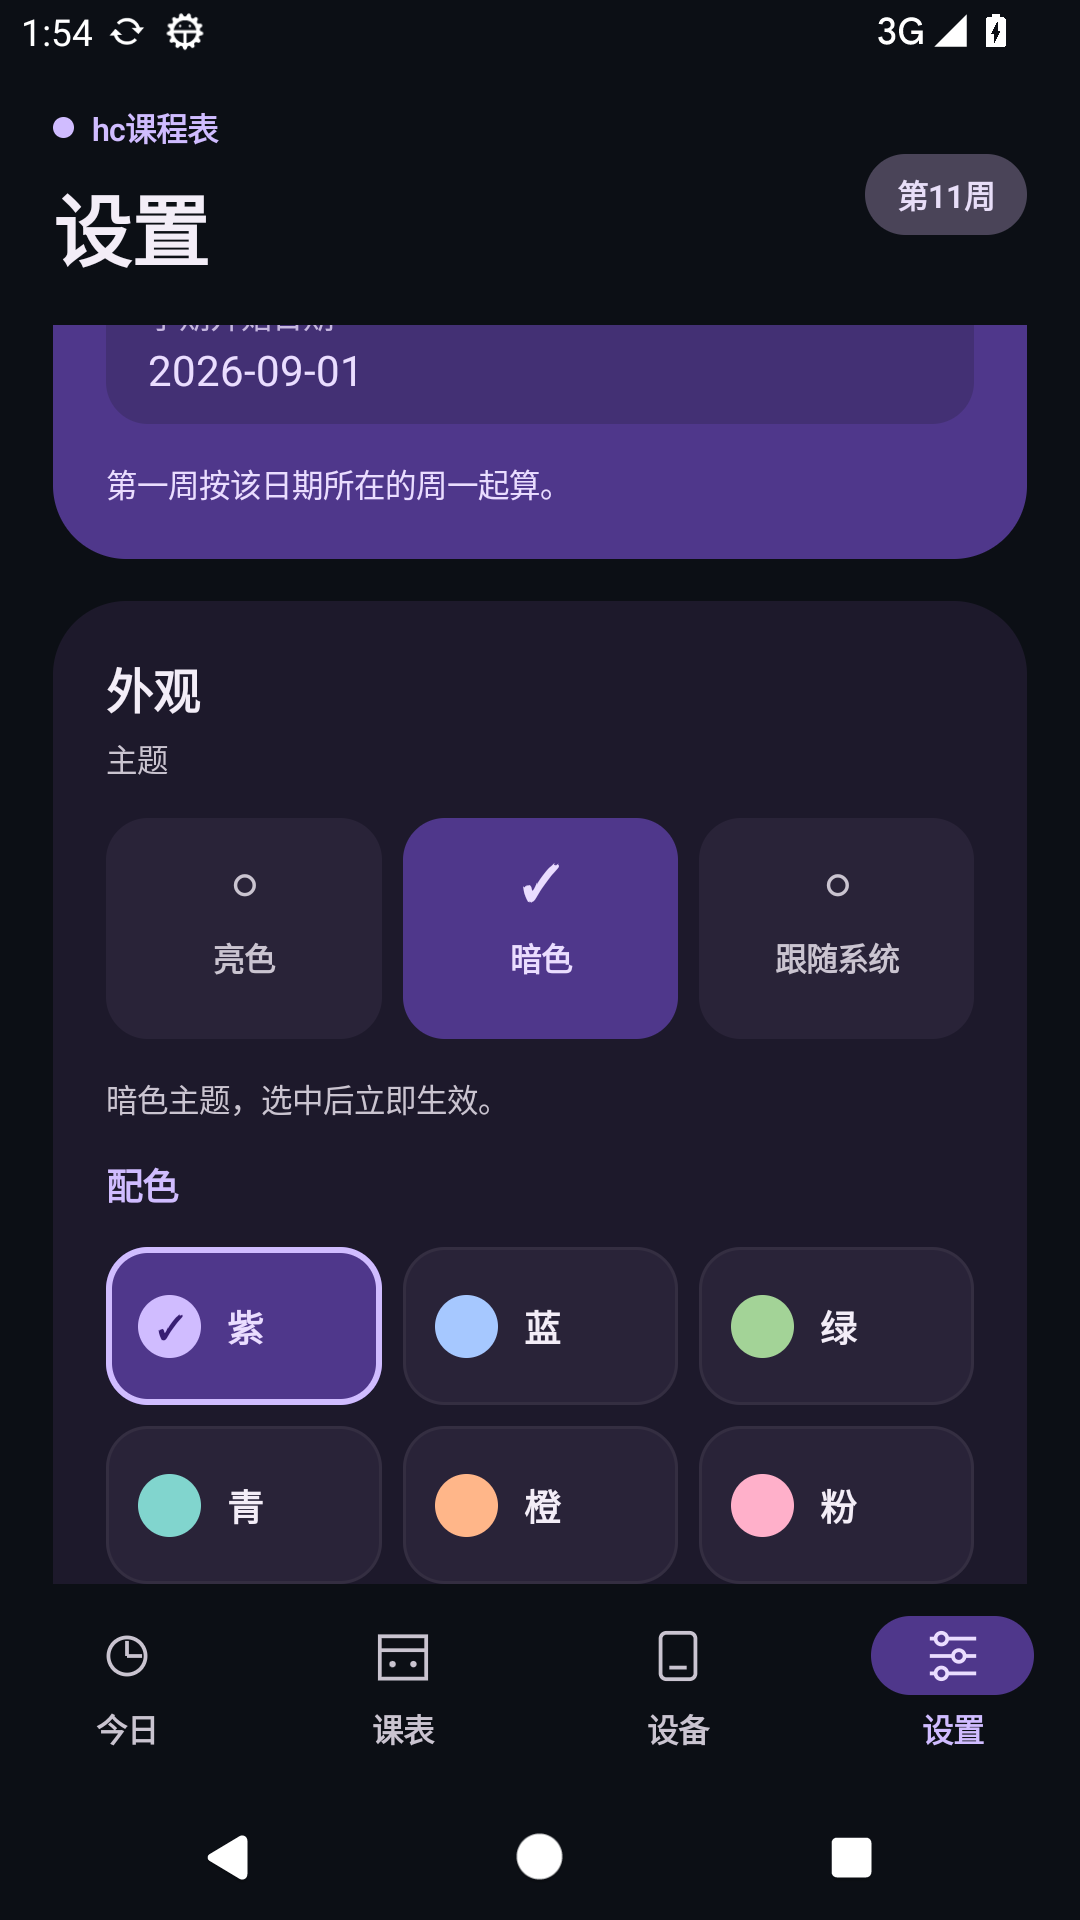 1:54
3G
hc课程表
设置
第11周
2026-09-01
第一周按该日期所在的周一起算。
外观
主题
亮色
暗色
跟随系统
暗色主题，选中后立即生效。
配色
紫
蓝
绿
青
橙
粉
今日
课表
设备
设置